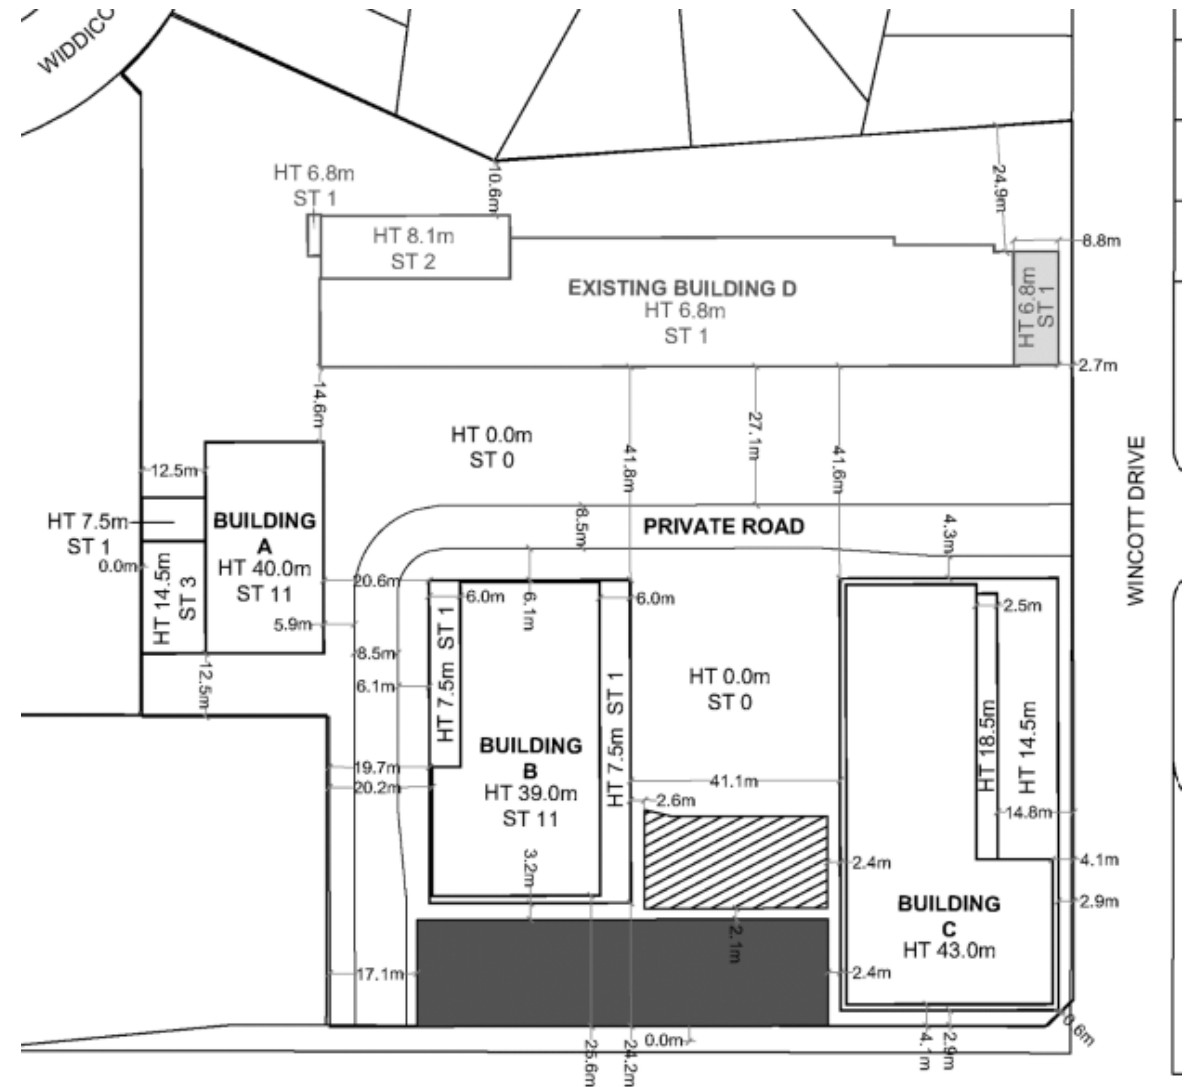 WIDDICO
HT 6.8m
ST 1
10.6m
24.9m
HT 8.1m
ST 2
8.8m
EXISTING BUILDING D
HT 6.8m
ST 1
HT 6.8m
ST 1
2.7m
14.6m
HT 0.0m
ST 0
41.8m
27.1m
41.6m
WINCOTT DRIVE
12.5m
HT 7.5m
ST 1
BUILDING
A
HT 40.0m
ST 11
8.5m
PRIVATE ROAD
4.3m
0.0m
HT 14.5m
ST 3
20.6m
6.0m
6.1m
6.0m
2.5m
5.9m
8.5m
6.1m
12.5m
HT 7.5m ST 1
HT 7.5m ST 1
HT 0.0m
ST 0
HT 18.5m
HT 14.5m
BUILDING
B
HT 39.0m
ST 11
19.7m
20.2m
41.1m
2.6m
14.8m
3.2m
2.4m
4.1m
2.9m
BUILDING
C
HT 43.0m
2.1m
17.1m
2.4m
0.0m
25.6m
24.2m
4.1m
2.9m
0.6m